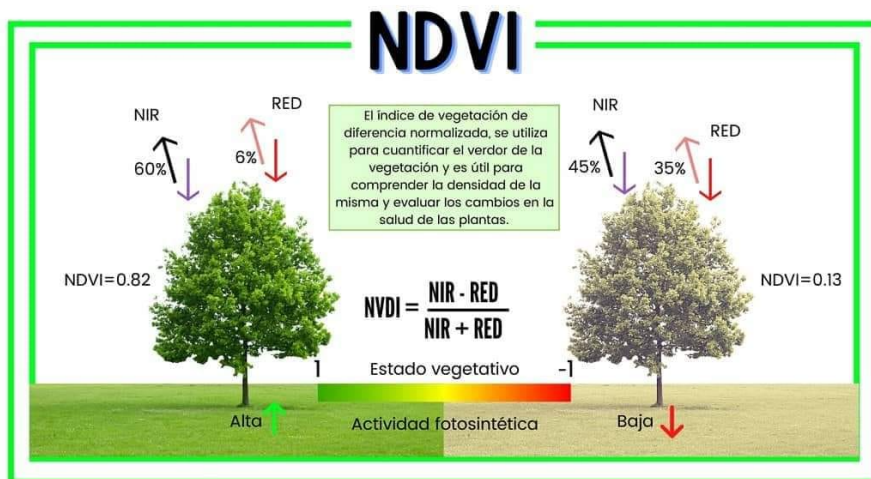 NDVI
NIR
RED
60%
6%
El índice de vegetación de
diferencia normalizada, se utiliza
para cuantificar el verdor de la
vegetación y es útil para
comprender la densidad de la
misma y evaluar los cambios en la
salud de las plantas.
NIR
RED
45%
35%
NDVI=0.82
NVDI = NIR - RED
NIR + RED
NDVI=0.13
1 Estado vegetativo -1
Alta
Actividad fotosintética
Baja